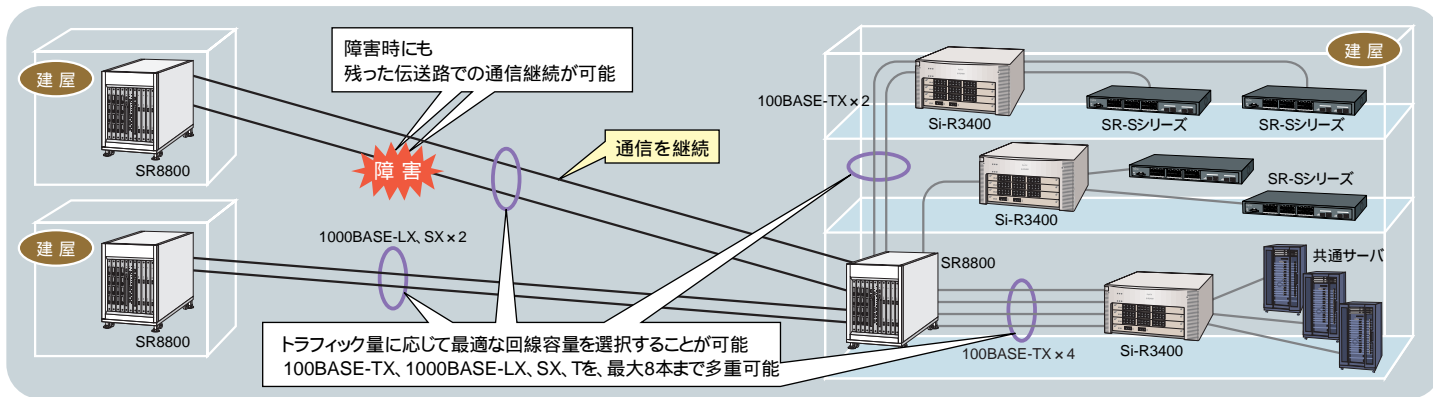 障害時にも
残った伝送路での通信継続が可能
建屋
SR8800
障害
通信を継続
建屋
SR8800
1000BASE-LX、SX×2
トラフィック量に応じて最適な回線容量を選択することが可能
100BASE-TX、1000BASE-LX、SX、Tを、最大8本まで多重可能
建屋
100BASE-TX×2
Si-R3400
SR-Sシリーズ
SR-Sシリーズ
Si-R3400
SR-Sシリーズ
SR8800
100BASE-TX×4
Si-R3400
共通サーバ